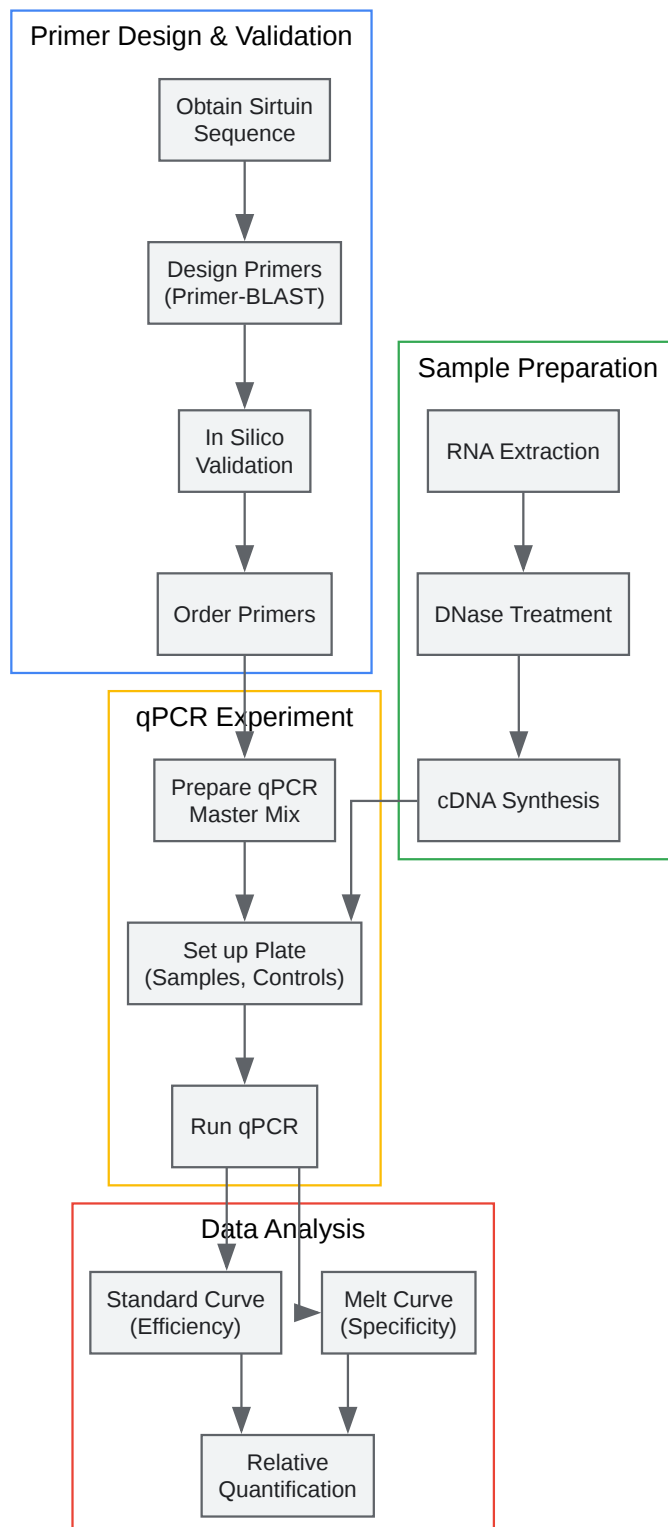 Primer Design & Validation
Obtain Sirtuin
Sequence
Design Primers
(Primer-BLAST)
In Silico
Validation
Order Primers
Sample Preparation
RNA Extraction
DNase Treatment
cDNA Synthesis
qPCR Experiment
Prepare qPCR
Master Mix
Set up Plate
(Samples, Controls)
Run qPCR
Data Analysis
Standard Curve
(Efficiency)
Melt Curve
(Specificity)
Relative
Quantification